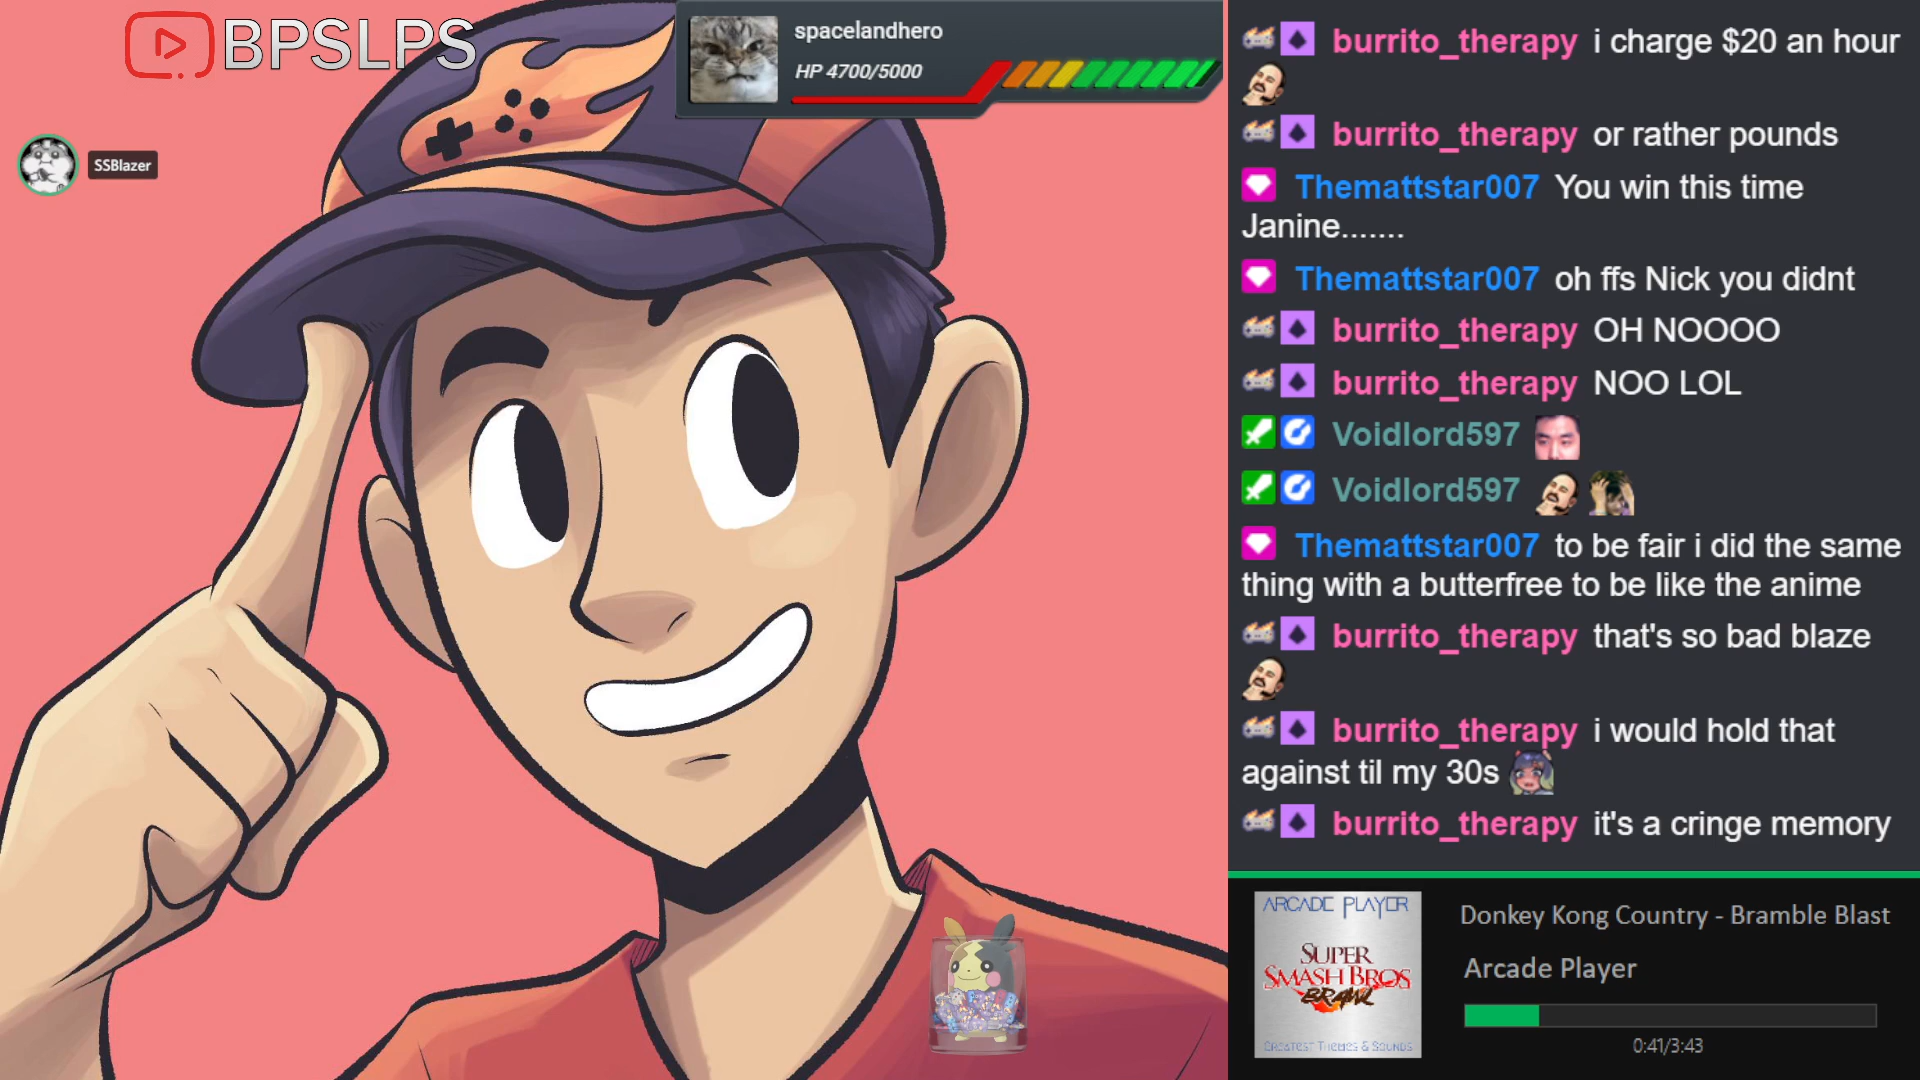 BPSLPS
spacelandhero
HP 4700/5000
SSBlazer
burrito_therapy i charge $20 an hour
burrito_therapy or rather pounds
Themattstar007 You win this time
Janine.......
Themattstar007 oh ffs Nick you didnt
burrito_therapy OH NOOOO
burrito_therapy NOO LOL
Voidlord597
Voidlord597
Themattstar007 to be fair i did the same
thing with a butterfree to be like the anime
burrito_therapy that's so bad blaze
burrito_therapy i would hold that
against til my 30s
burrito_therapy it's a cringe memory
ARCADE PLAYER
SUPER
SMASH BROS
BRAWL
GREATEST THEMES & SOUNDS
Donkey Kong Country - Bramble Blast
Arcade Player
0:41/3:43